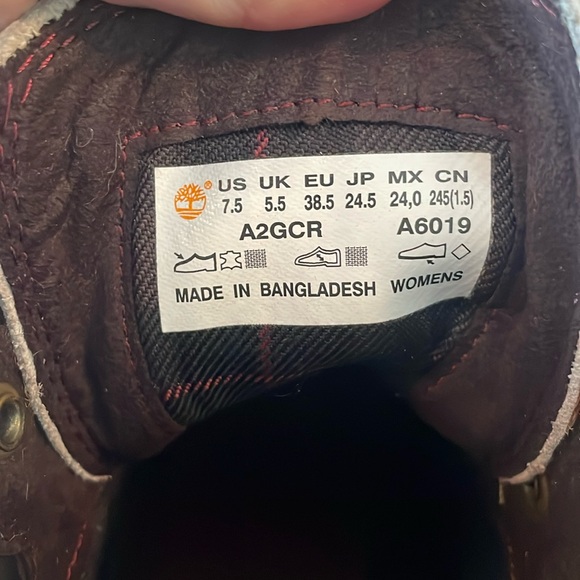 ® US UK EU JP MX CN
7.5 5.5 38.5 24.5 24,0 245(1.5)
A2GCR A6019
MADE IN BANGLADESH WOMENS